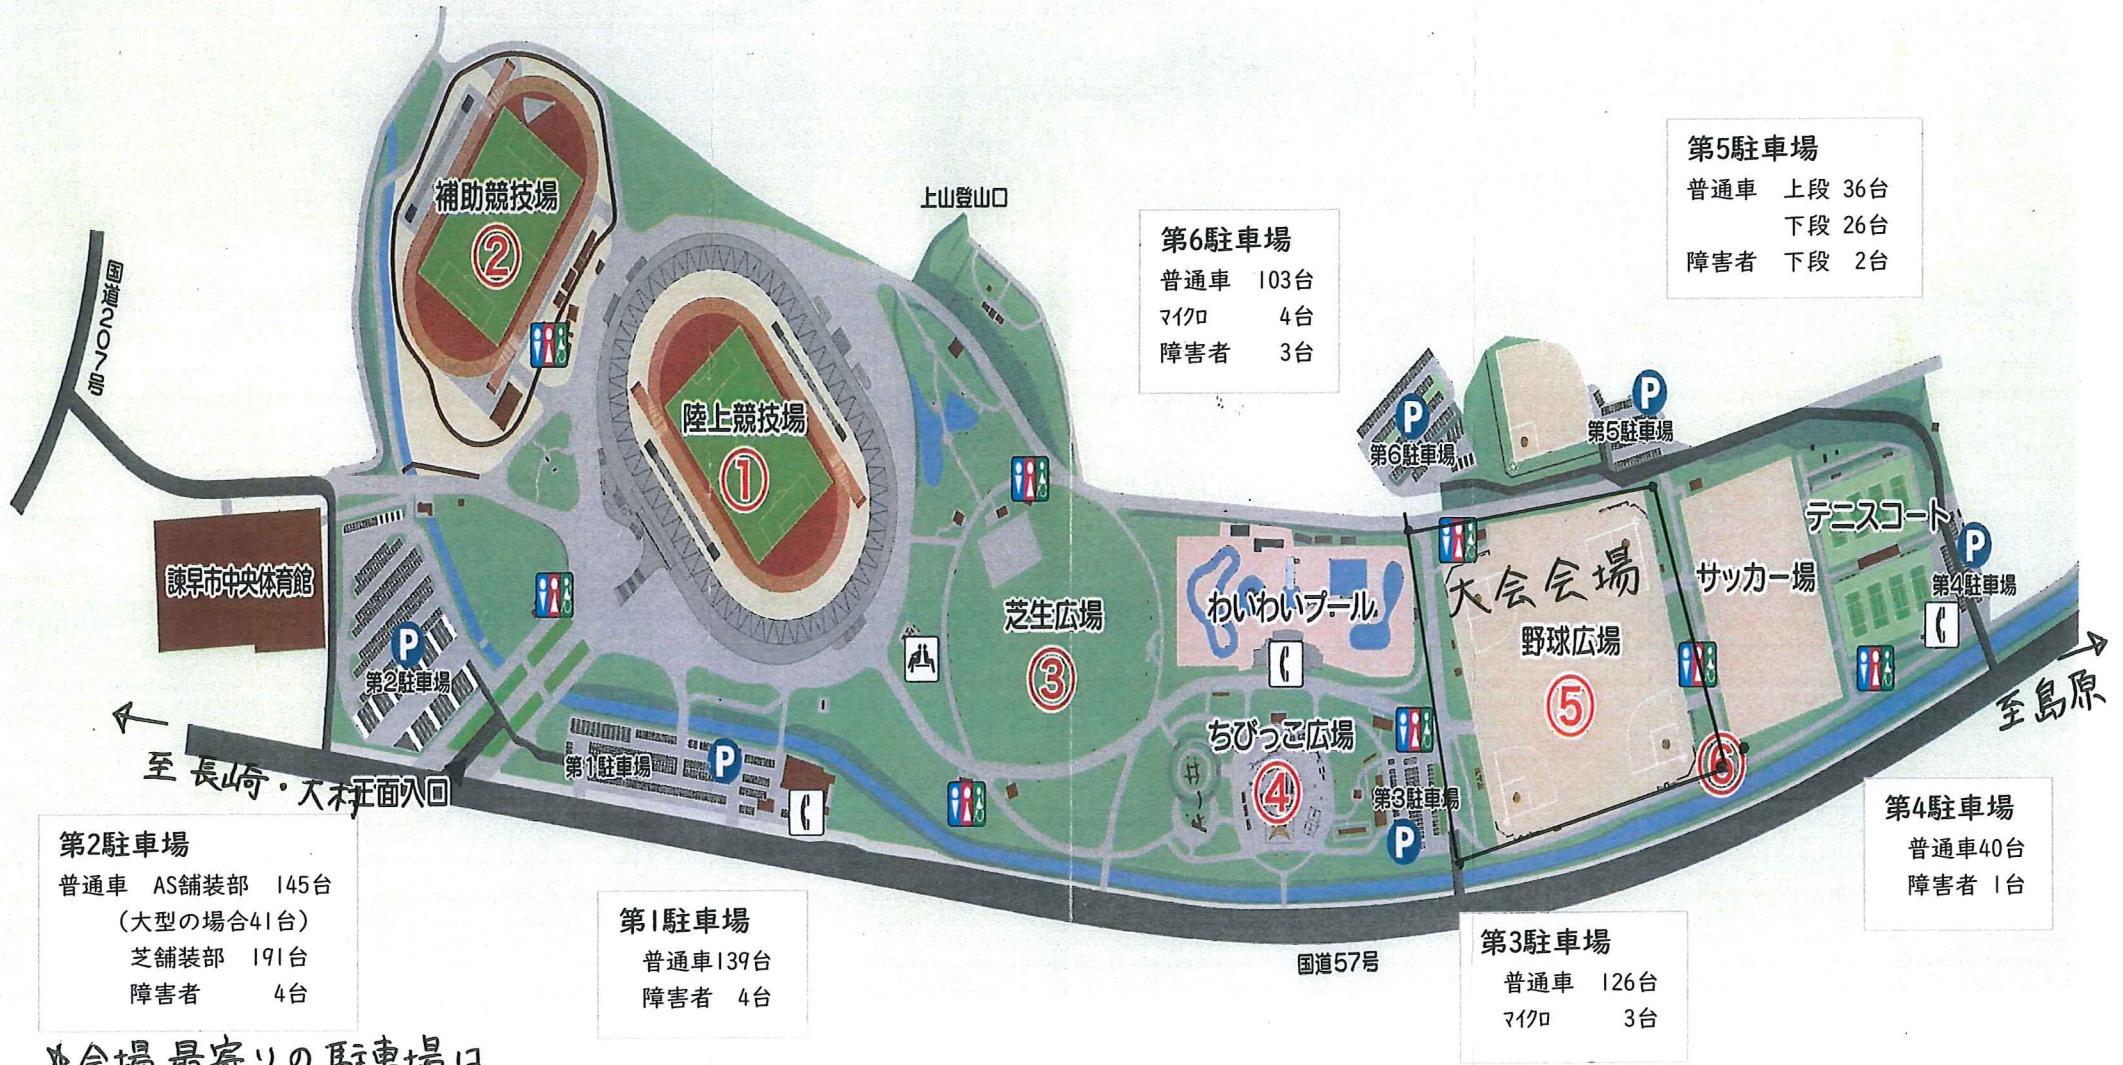 補助競技場
②
国道207号
上山登山口
第6駐車場
普通車 103台
マイクロ 4台
障害者 3台
第5駐車場
普通車 上段 36台
下段 26台
障害者 下段 2台
陸上競技場
①
P
第6駐車場
P
第5駐車場
諫早市中央体育館
P
第2駐車場
芝生広場
③
わいわいプール
大会会場
野球広場
⑤
サッカー場
テニスコート
P
第4駐車場
ちびっこ広場
④
P
第1駐車場
第3駐車場
P
⑥
至島原
至長崎・大村
正面入口
国道57号
第2駐車場
普通車 AS舗装部 145台
(大型の場合41台)
芝舗装部 191台
障害者 4台
第1駐車場
普通車139台
障害者 4台
第3駐車場
普通車 126台
マイクロ 3台
第4駐車場
普通車40台
障害者 1台
※会場最寄りの駐車場は